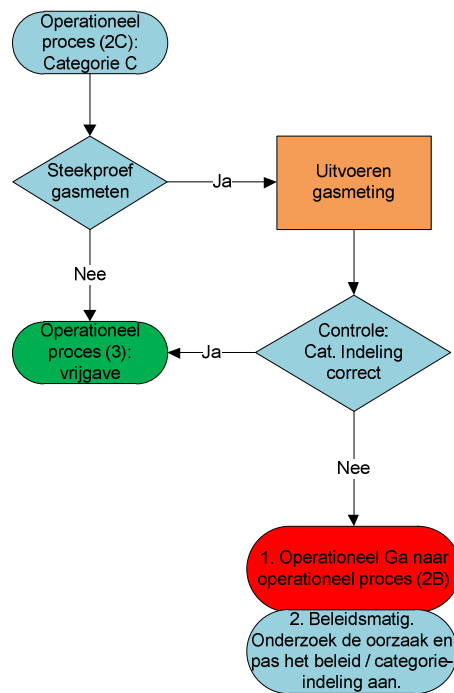 Operationeel
proces (2C):
Categorie C
Steekproef
gasmeten
Ja
Uitvoeren
gasmeting
Nee
Operationeel
proces (3):
vrijgave
Ja
Controle:
Cat. Indeling
correct
Nee
1. Operationeel Ga naar
operationeel proces (2B)
2. Beleidsmatig.
Onderzoek de oorzaak en
pas het beleid / categorie-
indeling aan.